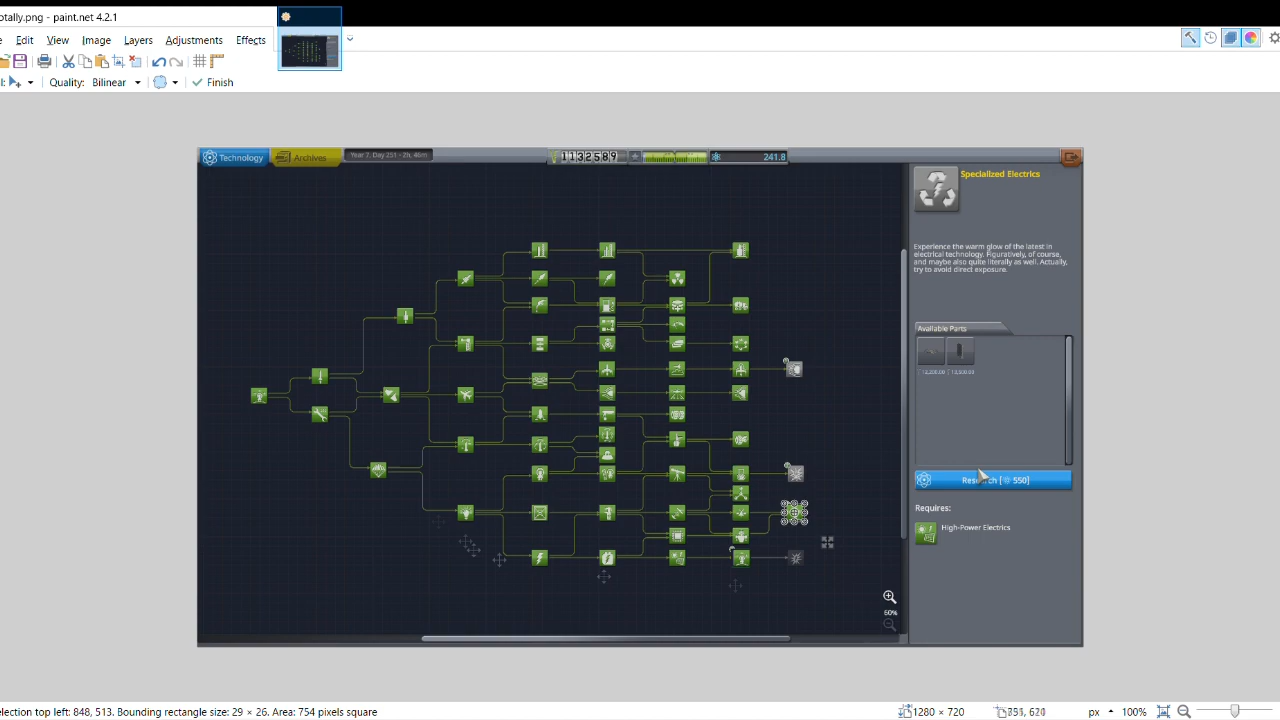 otally.png - paint.net 4.2.1
Edit View Image Layers Adjustments Effects
Quality: Bilinear Finish
Technology Archives Year 7, Day 251 - 2h, 46m 1132589 241.8
Specialized Electrics
Experience the warm glow of the latest in
electrical technology. Figuratively, of course,
and maybe also quite literally as well. Actually,
try to avoid direct exposure.
Available Parts
Research [ 550]
Requires:
High-Power Electrics
60%
election top left: 848, 513. Bounding rectangle size: 29 × 26. Area: 754 pixels square
1280 × 720
px 100%